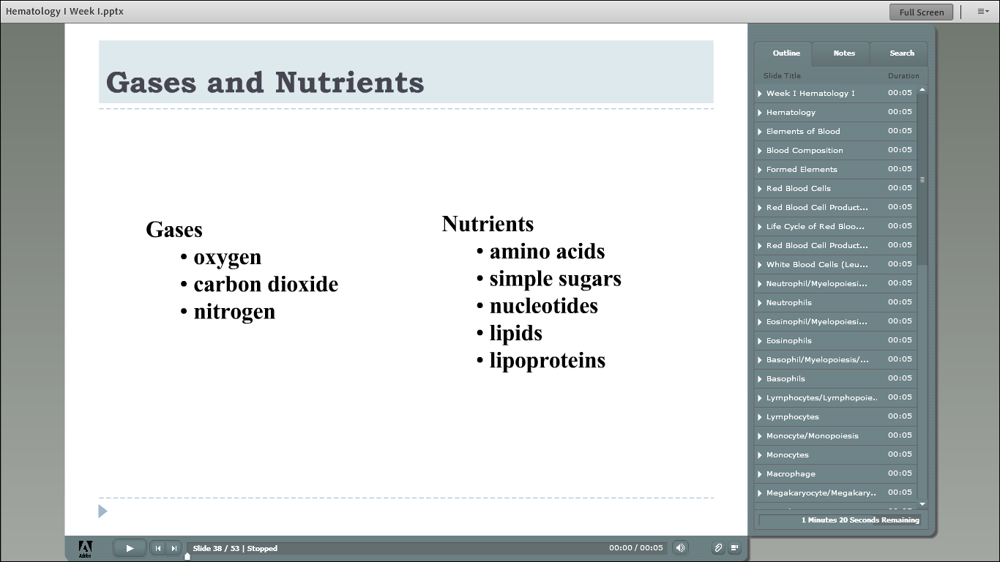 Hematology I Week I.pptx
Full Screen
Gases and Nutrients
Gases
• oxygen
• carbon dioxide
• nitrogen
Nutrients
• amino acids
• simple sugars
• nucleotides
• lipids
• lipoproteins
Outline Notes Search
Slide Title Duration
Week I Hematology I 00:05
Hematology 00:05
Elements of Blood 00:05
Blood Composition 00:05
Formed Elements 00:05
Red Blood Cells 00:05
Red Blood Cell Product... 00:05
Life Cycle of Red Bloo... 00:05
Red Blood Cell Product... 00:05
White Blood Cells (Leu... 00:05
Neutrophil/Myelopoiesi... 00:05
Neutrophils 00:05
Eosinophil/Myelopoiesi... 00:05
Eosinophils 00:05
Basophil/Myelopoiesis/... 00:05
Basophils 00:05
Lymphocytes/Lymphopoie.. 00:05
Lymphocytes 00:05
Monocyte/Monopoiesis 00:05
Monocytes 00:05
Macrophage 00:05
Megakaryocyte/Megakary.. 00:05
1 Minutes 20 Seconds Remaining
Adobe
Slide 38 / 53 | Stopped 00:00 / 00:05